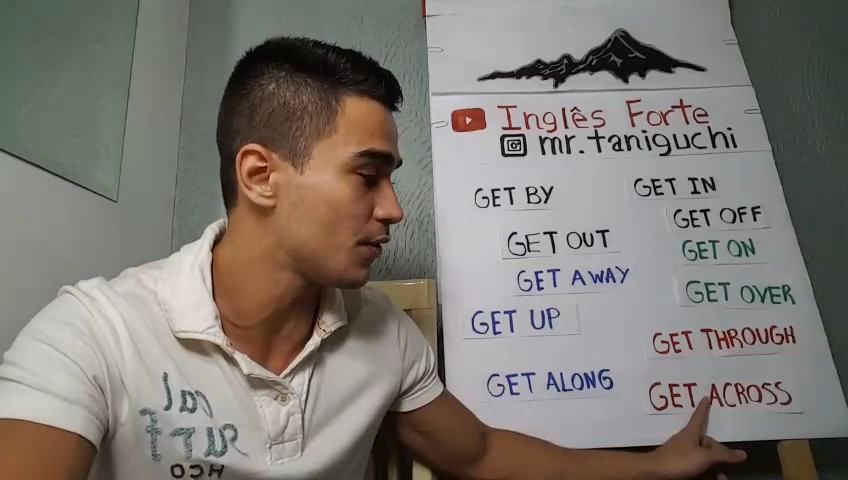 Inglês Forte
mr.taniguchi
GET BY
GET IN
GET OFF
GET OUT
GET ON
GET AWAY
GET OVER
GET UP
GET THROUGH
GET ALONG
GET ACROSS